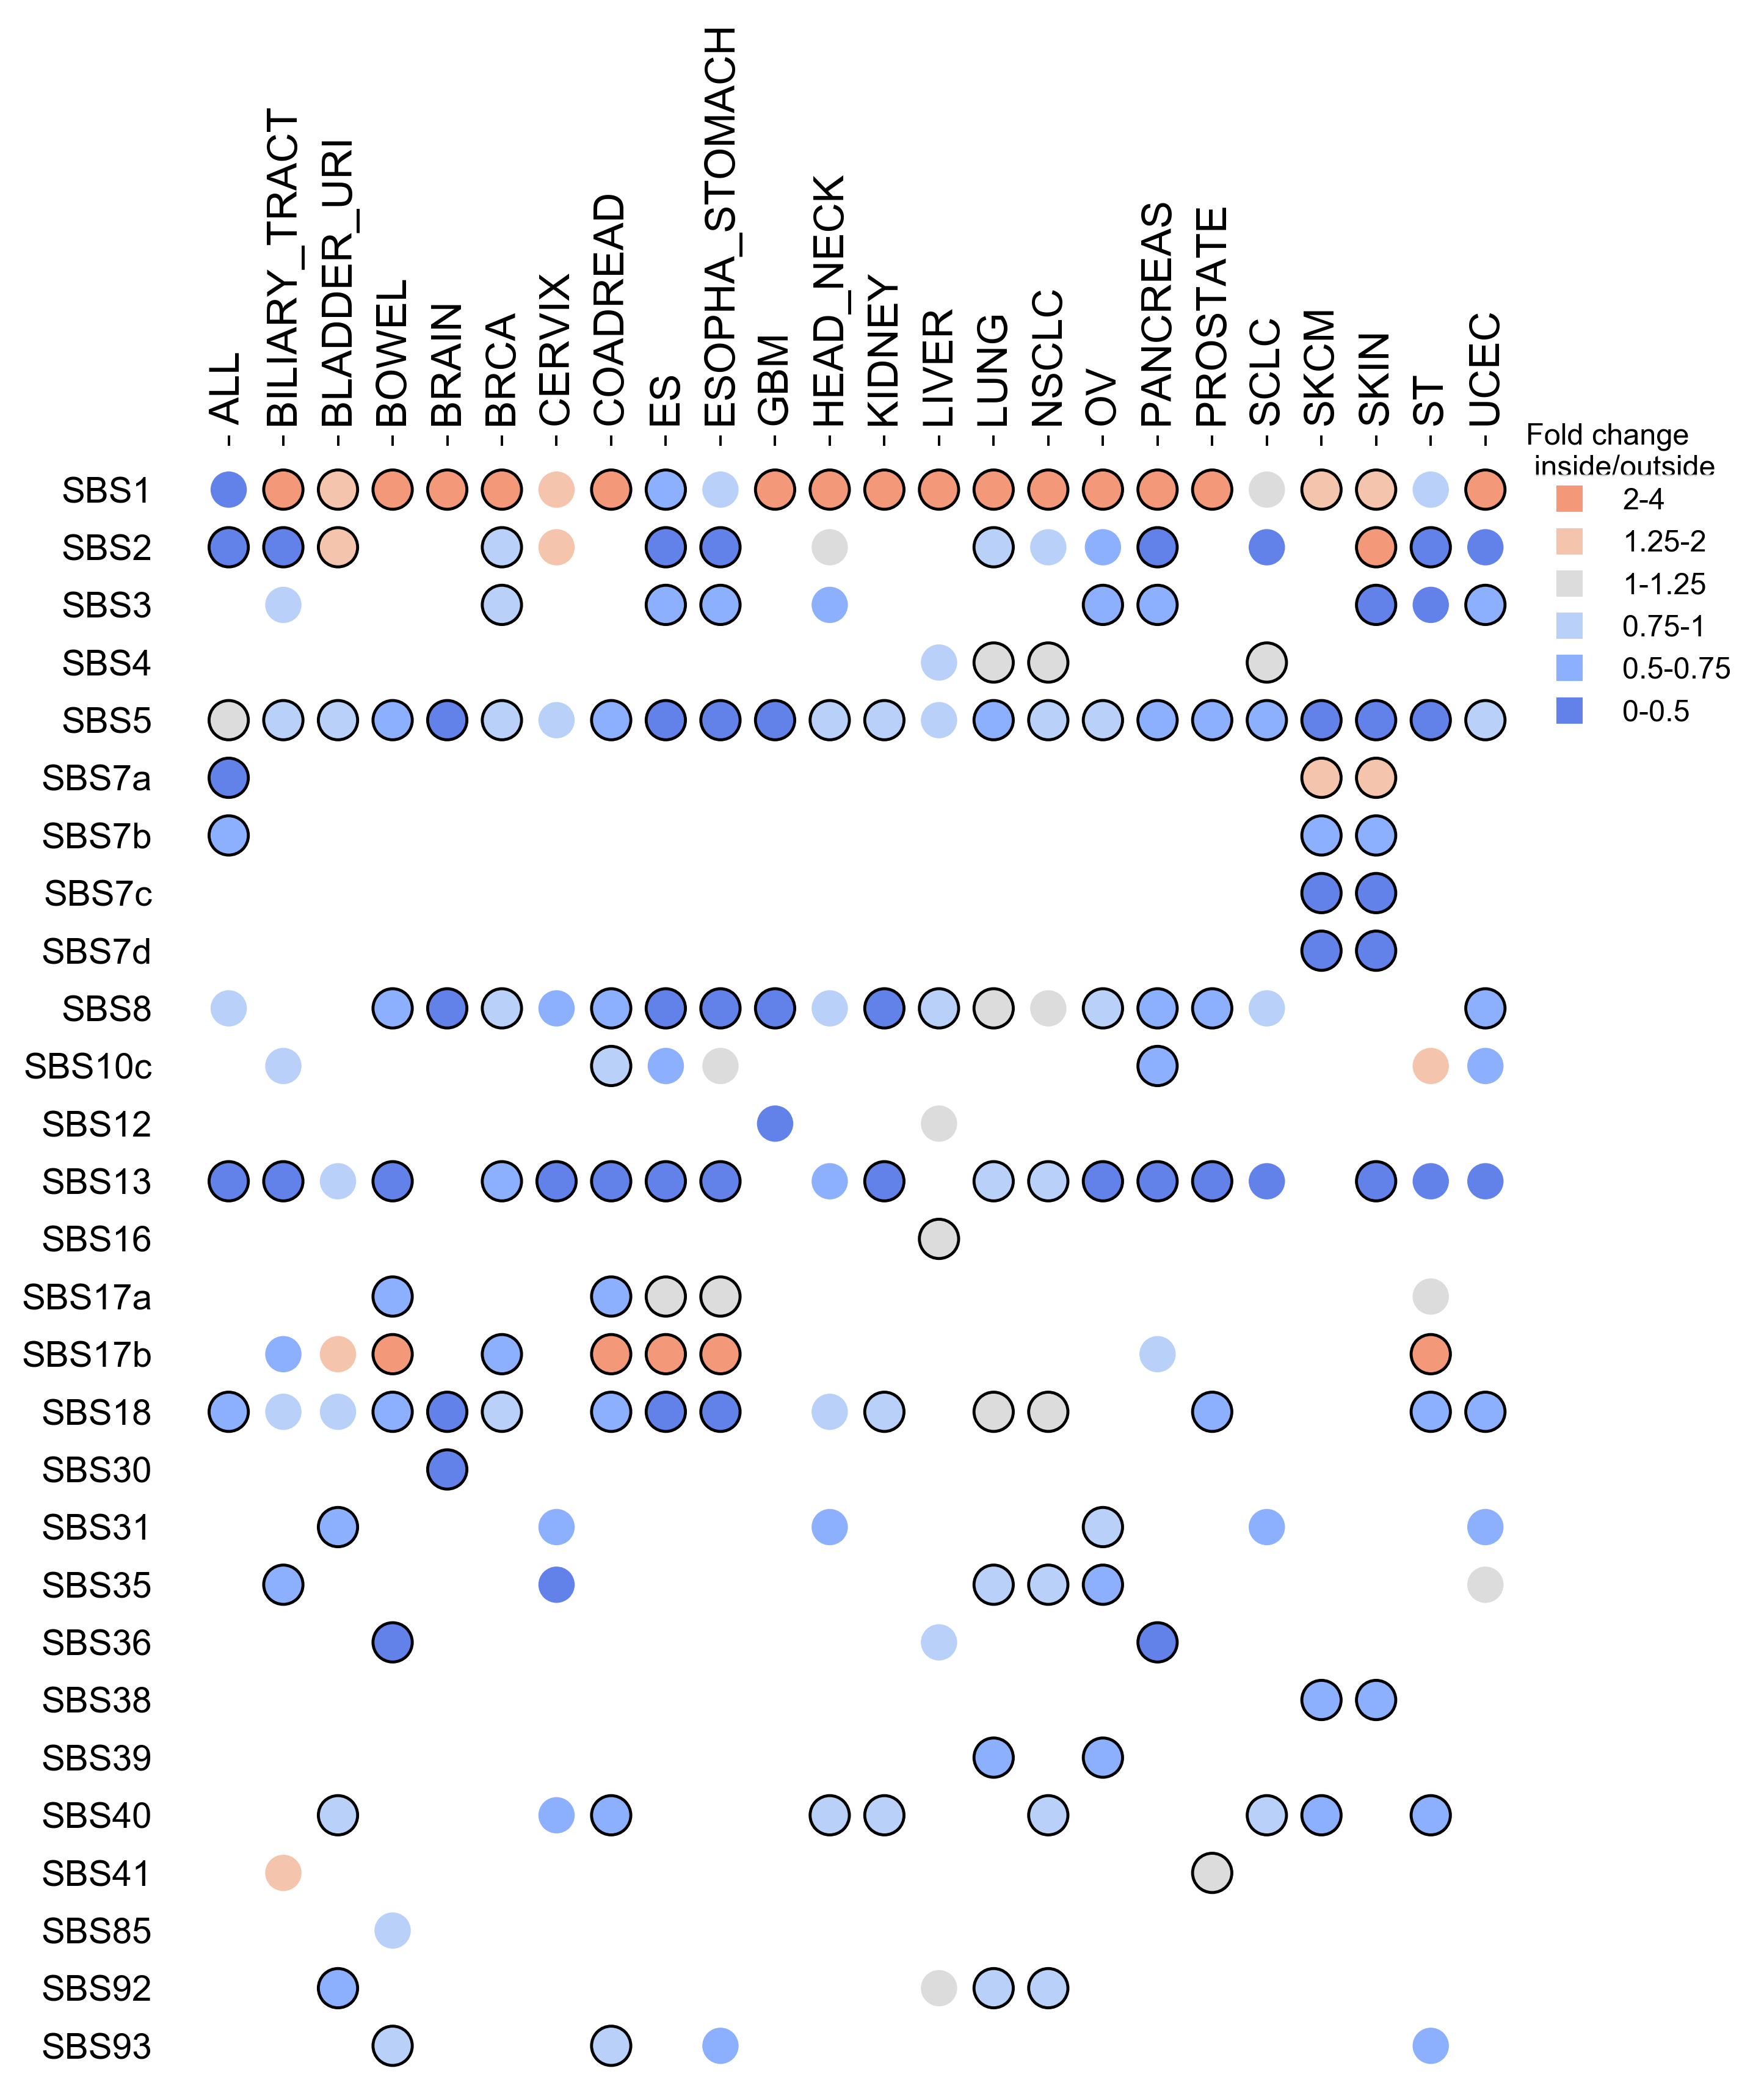 ALL
BILIARY_TRACT
BLADDER_URI
BOWEL
BRAIN
BRCA
CERVIX
COADREAD
ES
ESOPHA_STOMACH
GBM
HEAD_NECK
KIDNEY
LIVER
LUNG
NSCLC
OV
PANCREAS
PROSTATE
SCLC
SKCM
SKIN
ST
UCEC
Fold change
inside/outside
2-4
1.25-2
1-1.25
0.75-1
0.5-0.75
0-0.5
SBS1
SBS2
SBS3
SBS4
SBS5
SBS7a
SBS7b
SBS7c
SBS7d
SBS8
SBS10c
SBS12
SBS13
SBS16
SBS17a
SBS17b
SBS18
SBS30
SBS31
SBS35
SBS36
SBS38
SBS39
SBS40
SBS41
SBS85
SBS92
SBS93